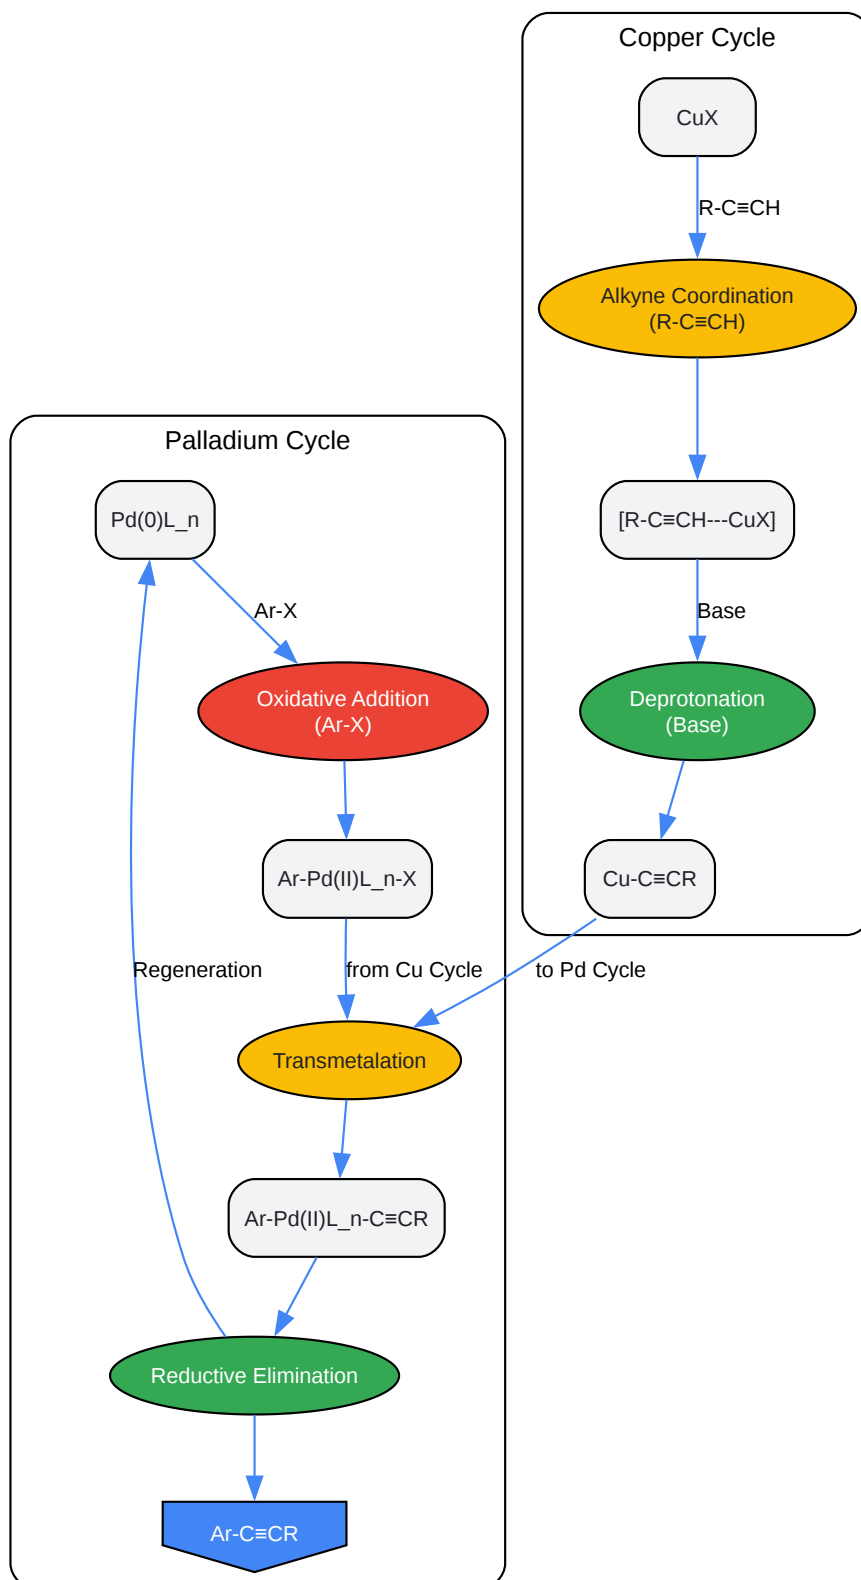 Copper Cycle
CuX
R-C≡CH
Alkyne Coordination
(R-C≡CH)
[R-C≡CH---CuX]
Base
Deprotonation
(Base)
Cu-C≡CR
to Pd Cycle
Palladium Cycle
Pd(0)L_n
Ar-X
Oxidative Addition
(Ar-X)
Ar-Pd(II)L_n-X
Regeneration
from Cu Cycle
Transmetalation
Ar-Pd(II)L_n-C≡CR
Reductive Elimination
Ar-C≡CR